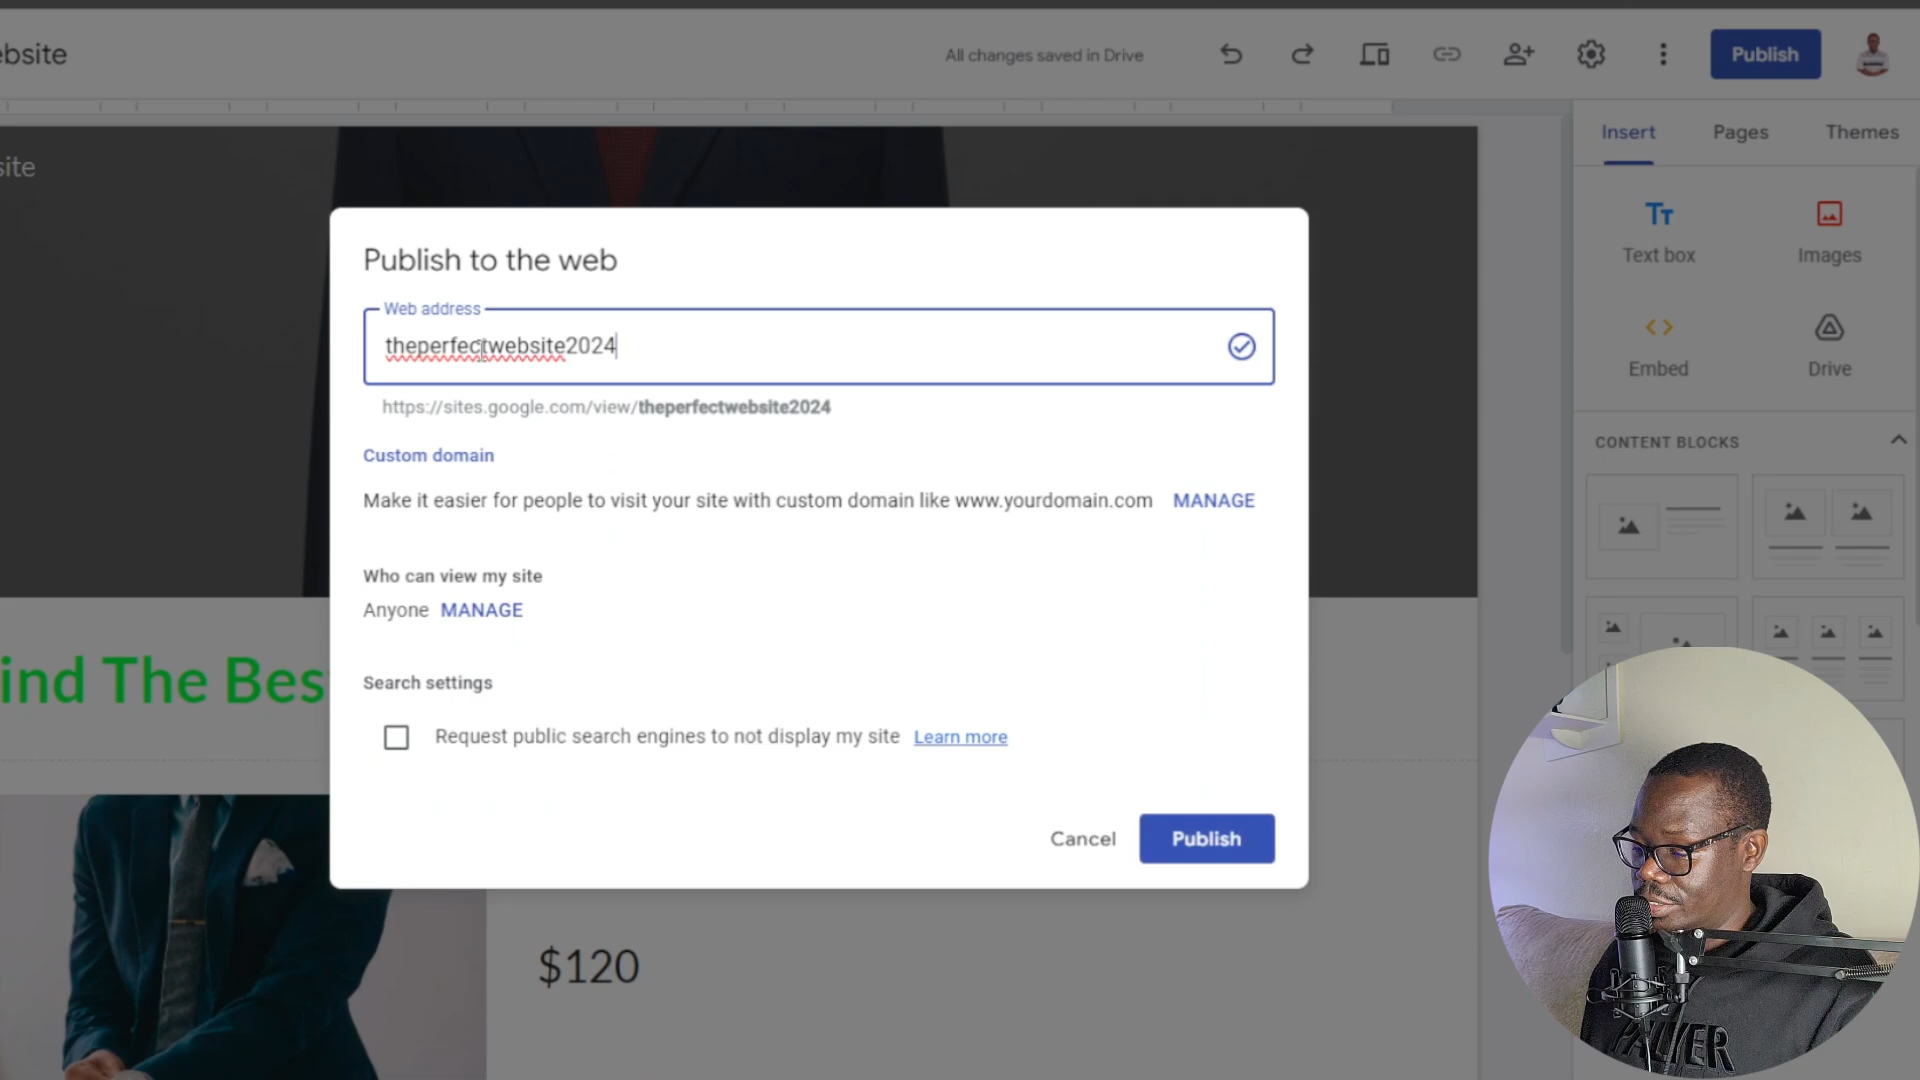 ebsite
All changes saved in Drive
Publish
Insert
Pages
Themes
site
Text box
Images
Embed
Drive
CONTENT BLOCKS
Publish to the web
Web address
theperfectwebsite2024
https://sites.google.com/view/theperfectwebsite2024
Custom domain
Make it easier for people to visit your site with custom domain like www.yourdomain.com MANAGE
Who can view my site
Anyone MANAGE
Search settings
Request public search engines to not display my site Learn more
Cancel
Publish
ind The Bes
$120